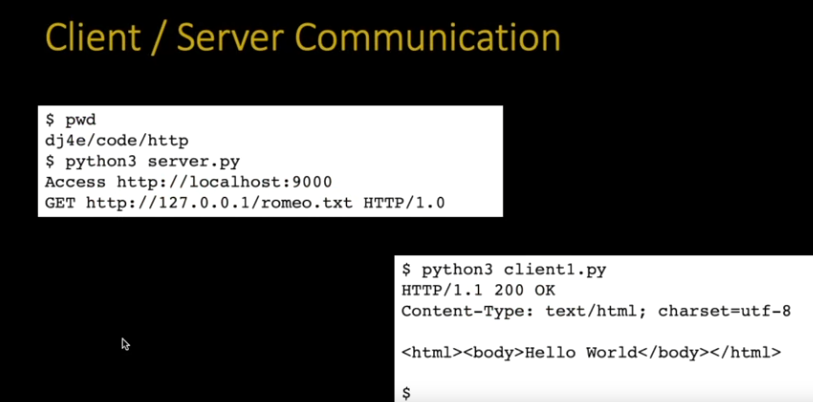 Client / Server Communication
$ pwd
dj4e/code/http
$ python3 server.py
Access http://localhost:9000
GET http://127.0.0.1/romeo.txt HTTP/1.0
$ python3 client1.py
HTTP/1.1 200 OK
Content-Type: text/html; charset=utf-8
<html><body>Hello World</body></html>
$